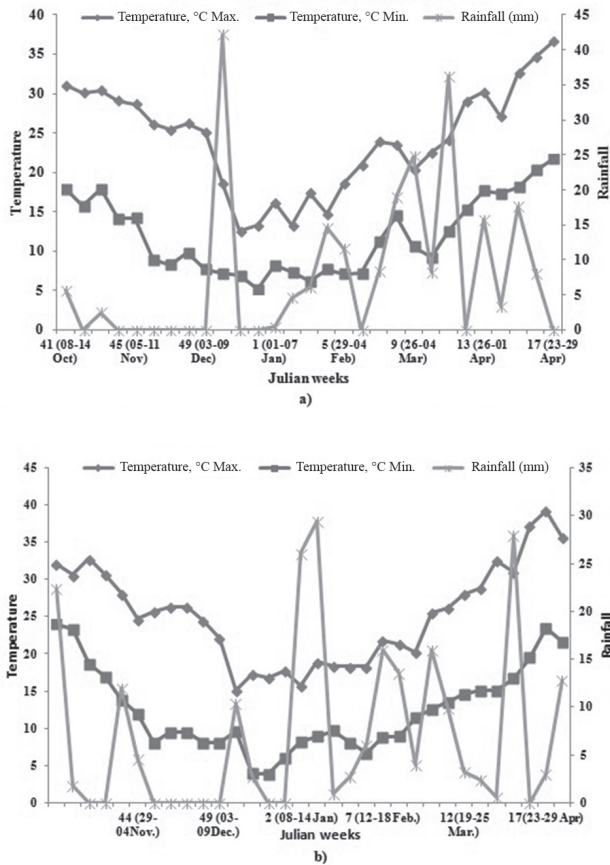 Temperature, °C Max. Temperature, °C Min. Rainfall (mm)
40 45
35 40
30 35
25 30
20 25
15 20
10 15
5 10
0 5
0
Temperature
Rainfall
41 (08-14 45 (05-11 49 (03-09 1 (01-07 5 (29-04 9 (26-04 13 (26-01 17 (23-29
Oct) Nov) Dec) Jan) Feb) Mar) Apr) Apr)
Julian weeks
a)
Temperature, °C Max. Temperature, °C Min. Rainfall (mm)
45 35
40 30
35 25
30 20
25 15
20 10
15 5
10 0
5
0
Temperature
Rainfall
44 (29- 49 (03- 2 (08-14 Jan) 7 (12-18 Feb.) 12(19-25 17(23-29 Apr)
04Nov.) 09Dec.) Mar.)
Julian weeks
b)